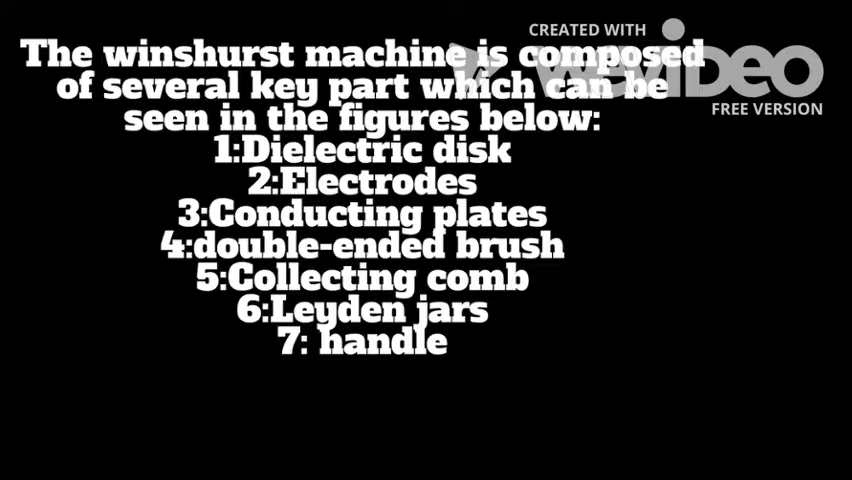 CREATED WITH
The winshurst machine is composed
wevideo
of several key part which can be
FREE VERSION
seen in the figures below:
1:Dielectric disk
2:Electrodes
3:Conducting plates
4:double-ended brush
5:Collecting comb
6:Leyden jars
7: handle